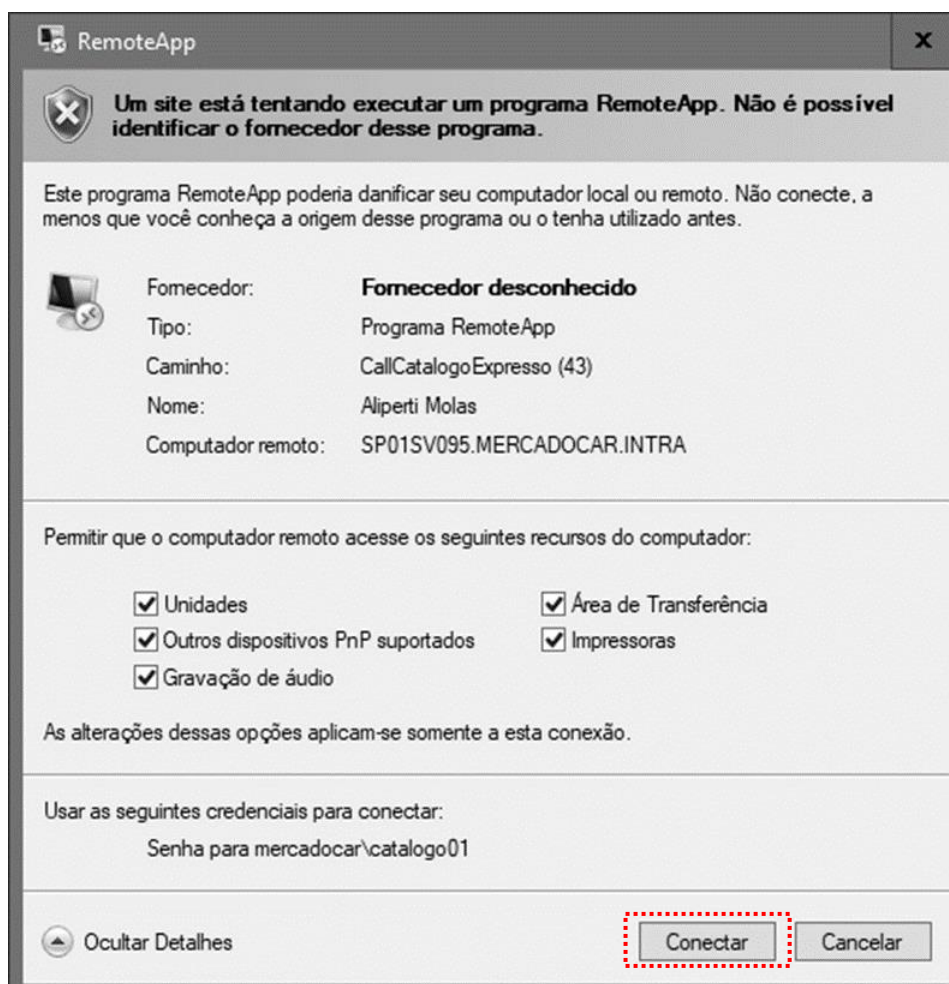 RemoteApp
Um site está tentando executar um programa RemoteApp. Não é possível
identificar o fornecedor desse programa.
Este programa RemoteApp poderia danificar seu computador local ou remoto. Não conecte, a
menos que você conheça a origem desse programa ou o tenha utilizado antes.
Fornecedor: Fornecedor desconhecido
Tipo: Programa RemoteApp
Caminho: CallCatalogoExpresso (43)
Nome: Aliperti Molas
Computador remoto: SP01SV095.MERCADOCAR.INTRA
Permitir que o computador remoto acesse os seguintes recursos do computador:
Unidades Área de Transferência
Outros dispositivos PnP suportados Impressoras
Gravação de áudio
As alterações dessas opções aplicam-se somente a esta conexão.
Usar as seguintes credenciais para conectar:
Senha para mercadocar\catalogo01
Ocultar Detalhes Conectar Cancelar